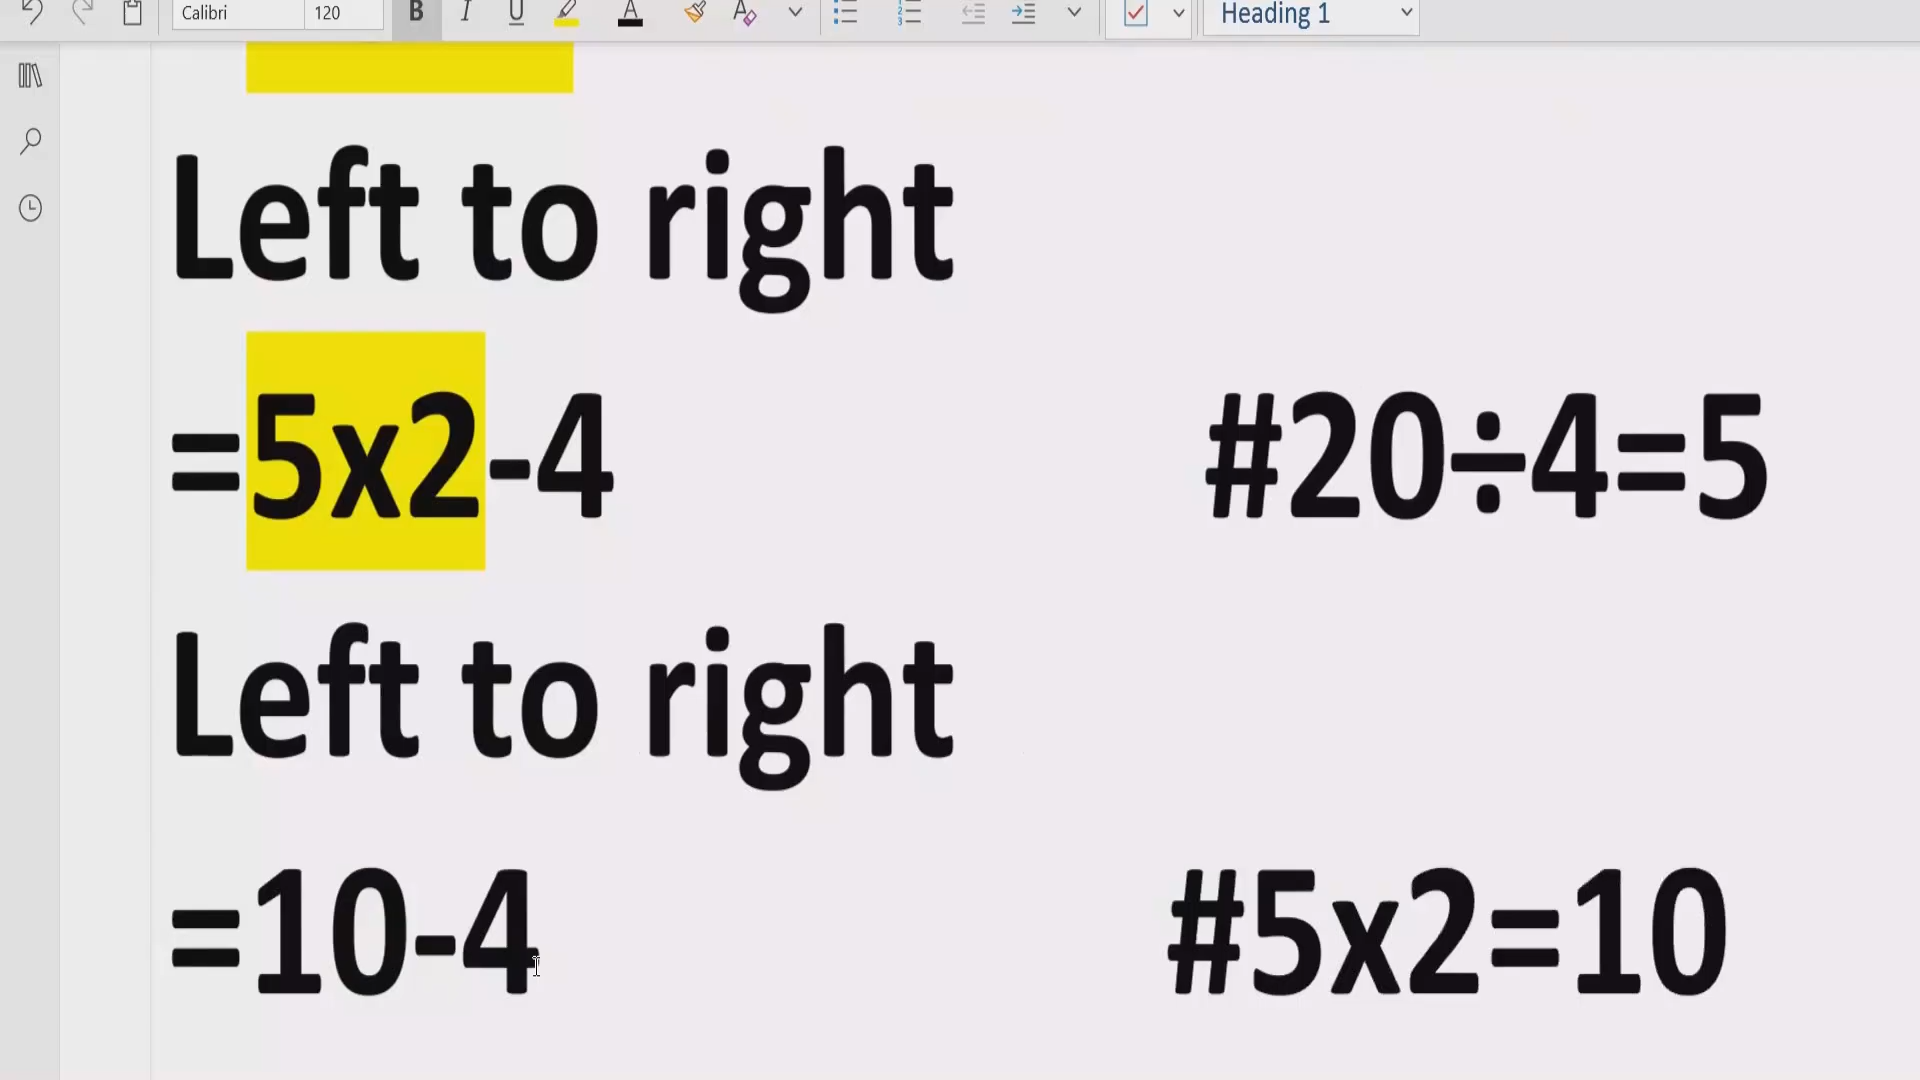 Calibri 120 B I U A A Heading 1
Left to right
=5x2-4 #20÷4=5
Left to right
=10-4 #5x2=10